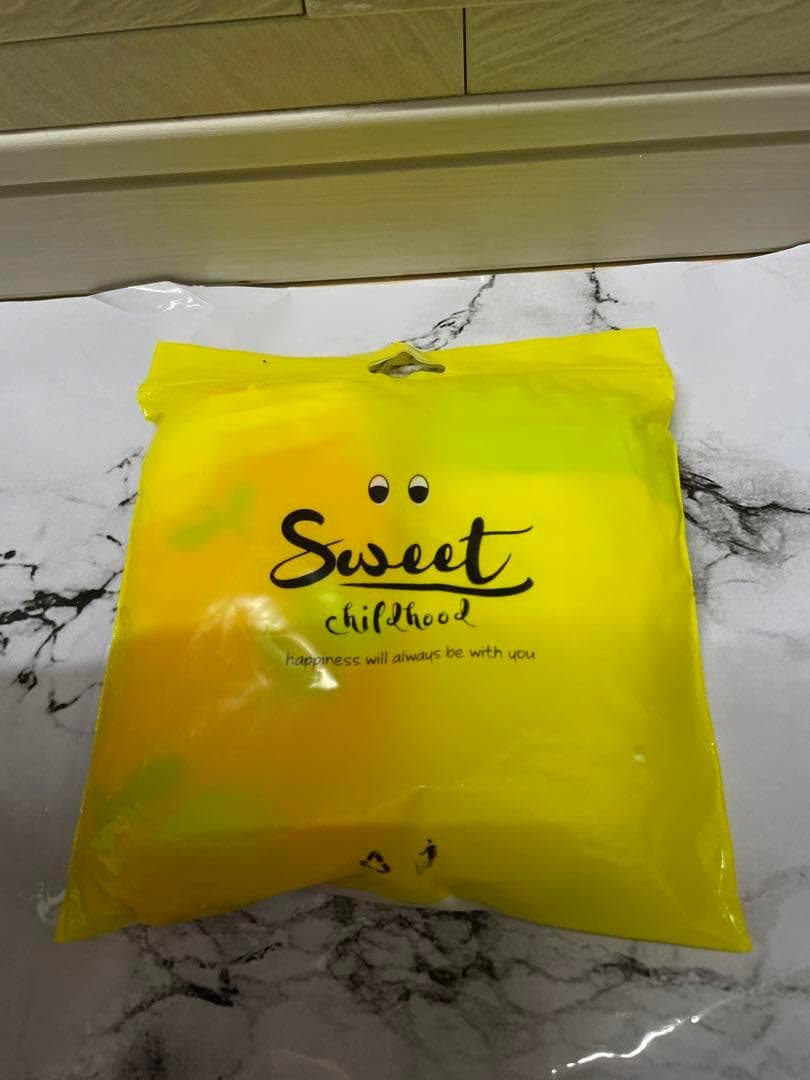 Sweet
childhood
happiness will always be with you